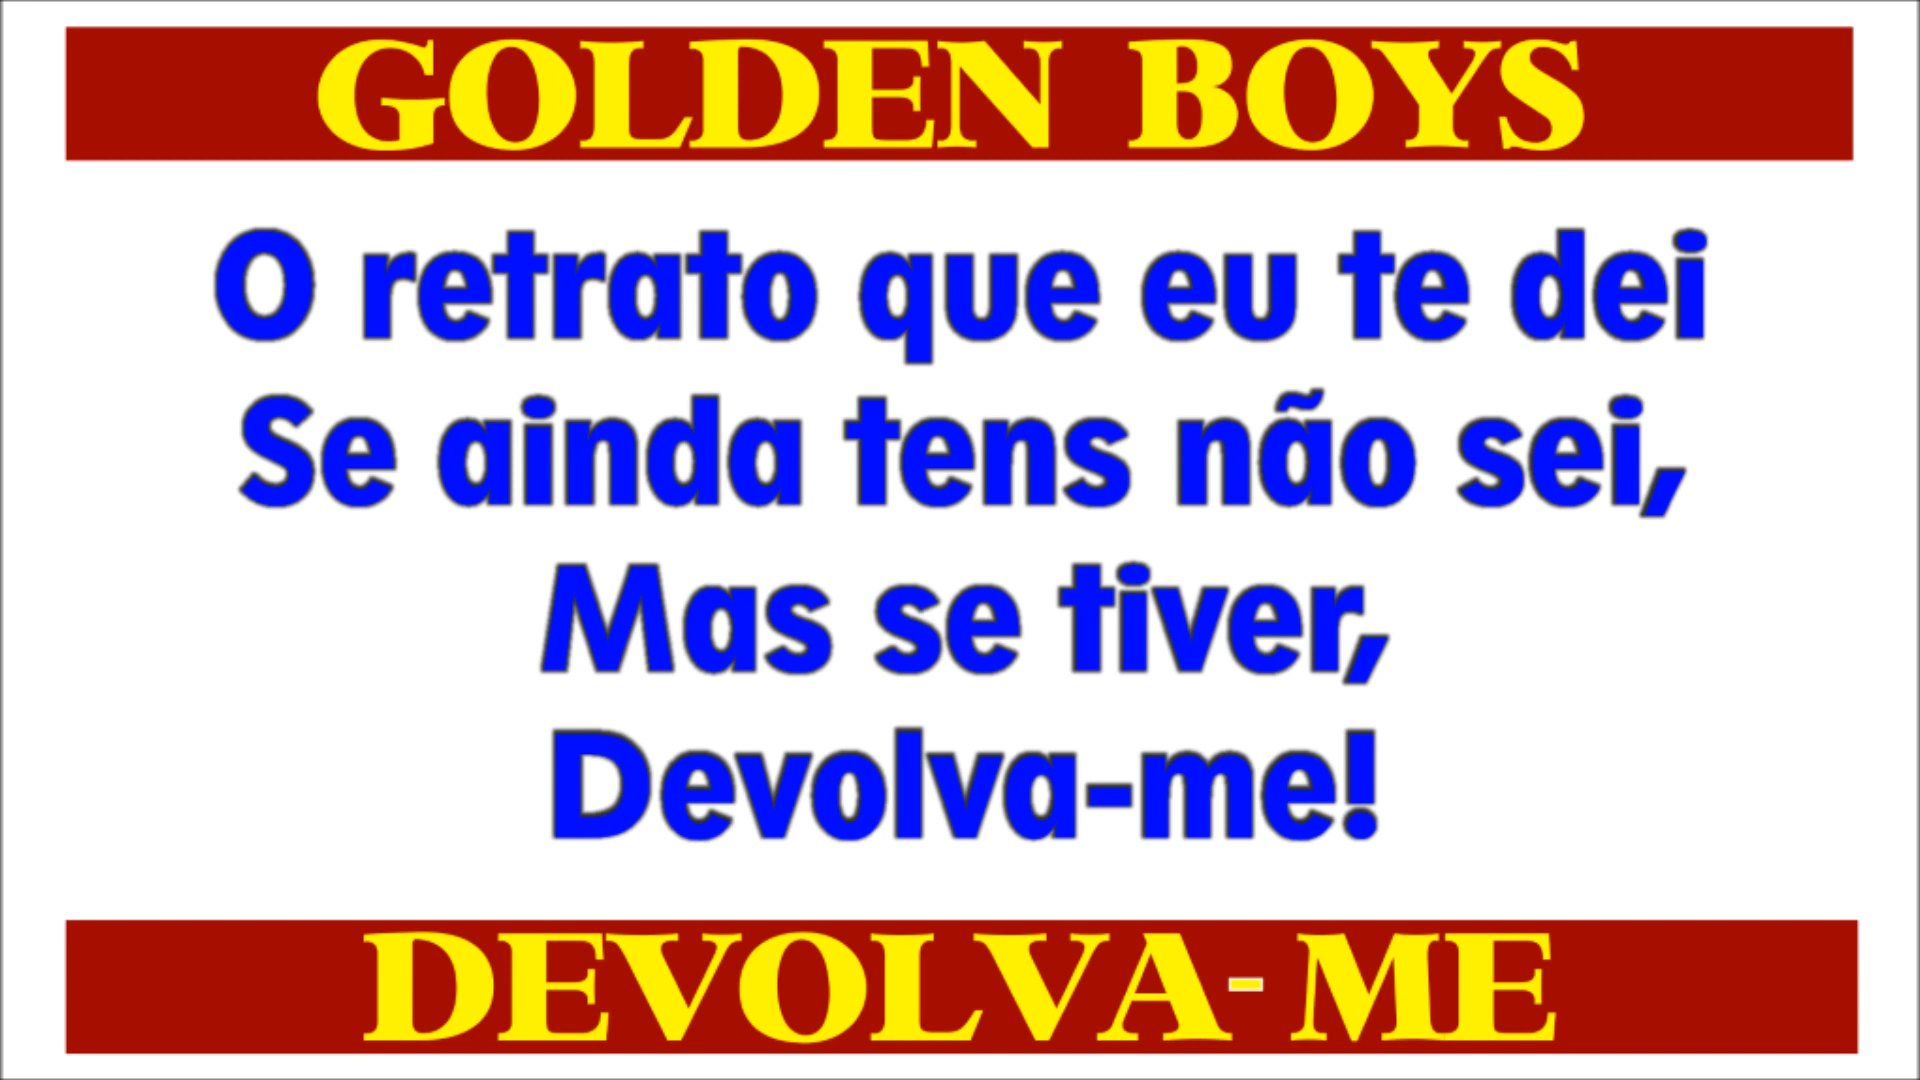 GOLDEN BOYS
O retrato que eu te dei
Se ainda tens não sei,
Mas se tiver,
Devolva-me!
DEVOLVA-ME